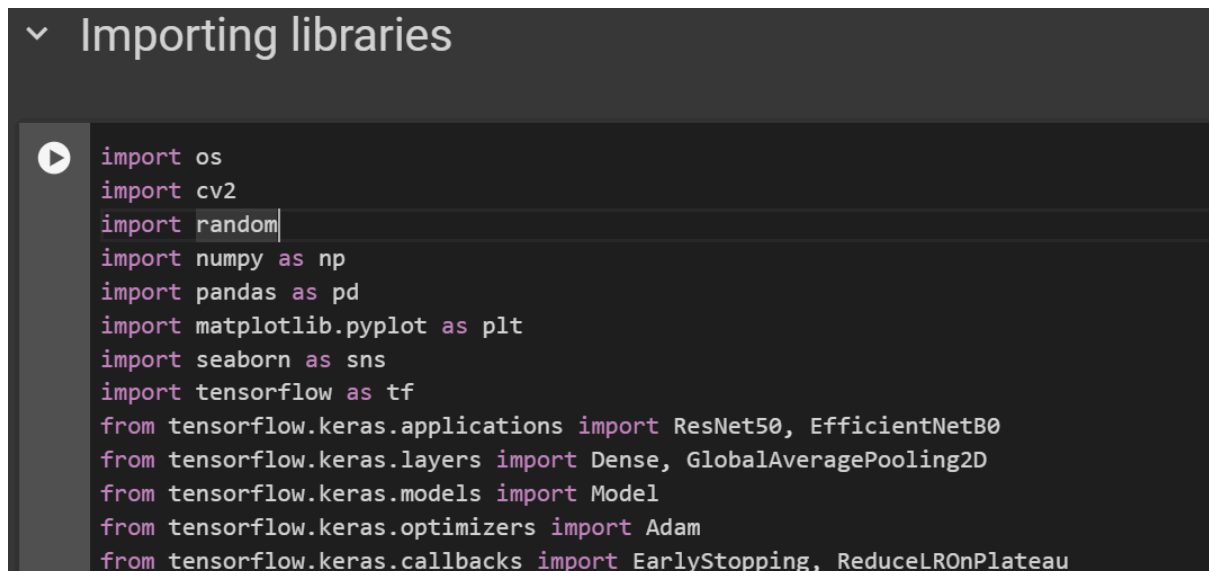 Importing libraries
import os
import cv2
import random
import numpy as np
import pandas as pd
import matplotlib.pyplot as plt
import seaborn as sns
import tensorflow as tf
from tensorflow.keras.applications import ResNet50, EfficientNetB0
from tensorflow.keras.layers import Dense, GlobalAveragePooling2D
from tensorflow.keras.models import Model
from tensorflow.keras.optimizers import Adam
from tensorflow.keras.callbacks import EarlyStopping, ReduceLROnPlateau